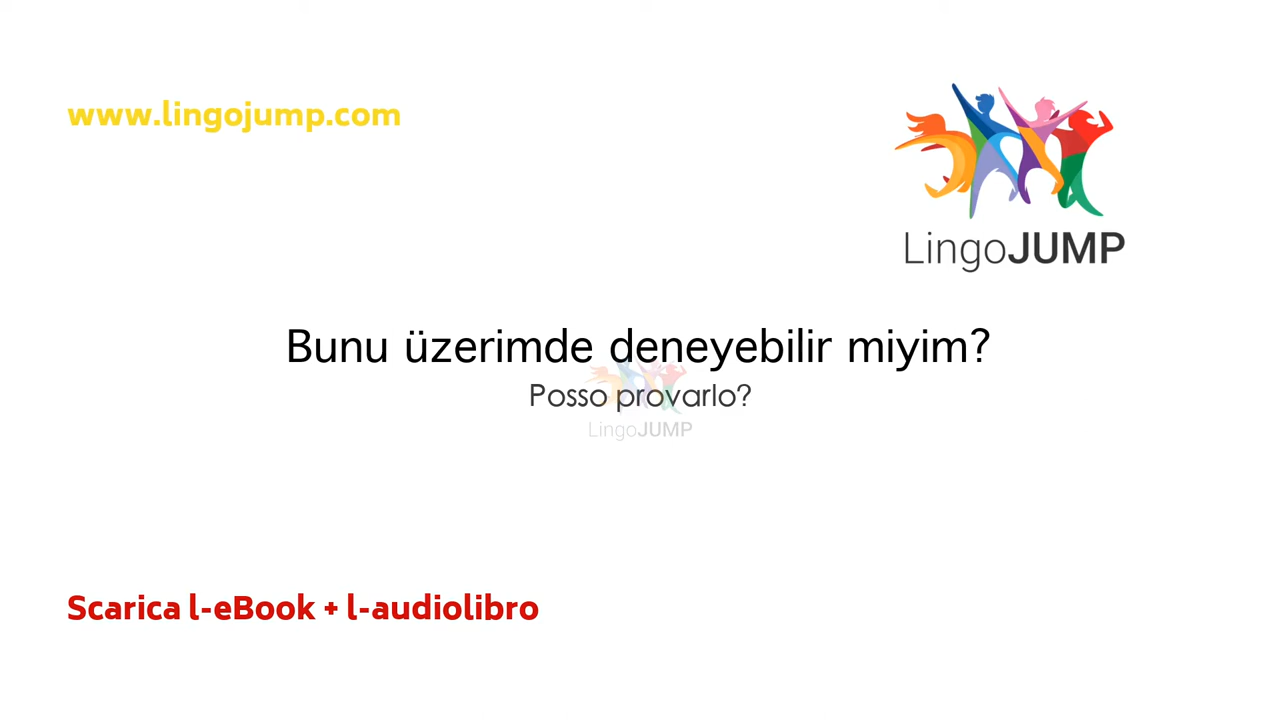 www.lingojump.com
LingoJUMP
Bunu üzerimde deneyebilir miyim?
Posso provarlo?
LingoJUMP
Scarica l-eBook + l-audiolibro